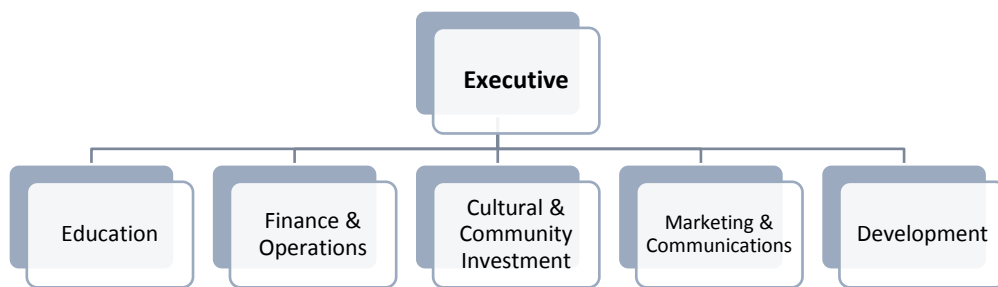 Executive
Education
Finance &
Operations
Cultural &
Community
Investment
Marketing &
Communications
Development